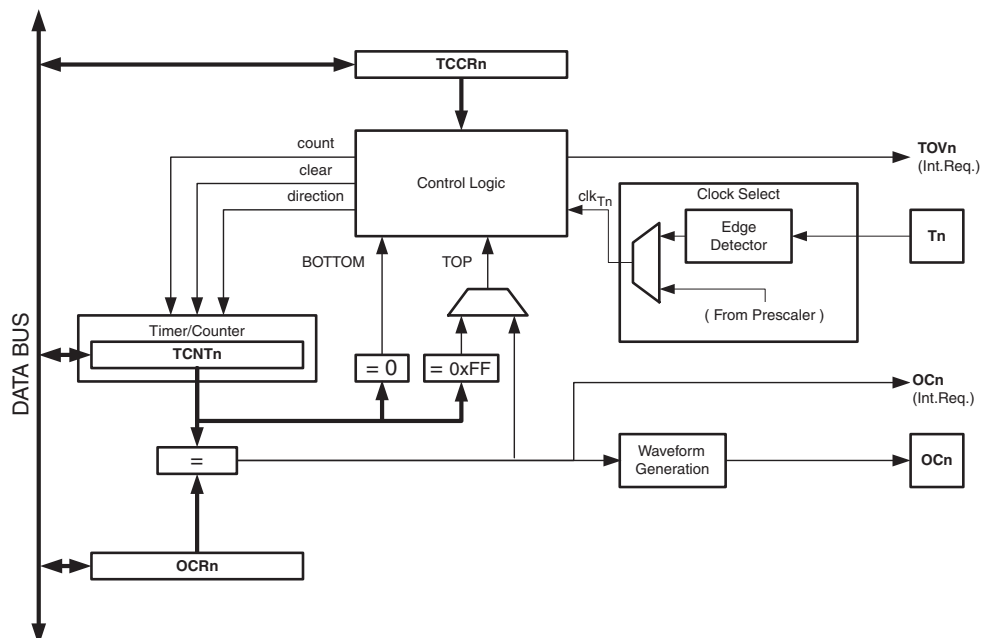 TCCRn
count
clear
direction
Control Logic
TOVn
(Int.Req.)
clkTn
Clock Select
Edge
Detector
Tn
( From Prescaler )
BOTTOM
TOP
Timer/Counter
TCNTn
= 0
= 0xFF
DATA BUS
OCn
(Int.Req.)
=
Waveform
Generation
OCn
OCRn